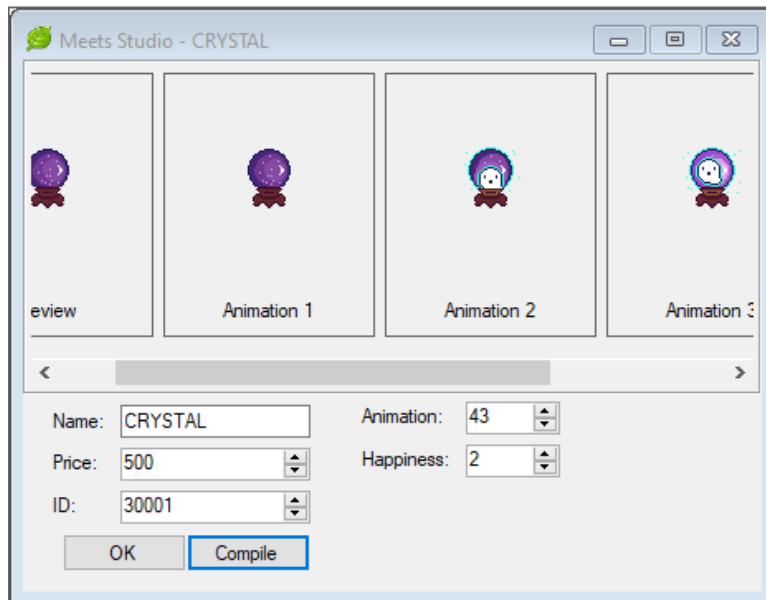 Meets Studio - CRYSTAL
eview
Animation 1
Animation 2
Animation 3
Name: CRYSTAL
Animation: 43
Price: 500
Happiness: 2
ID: 30001
OK
Compile